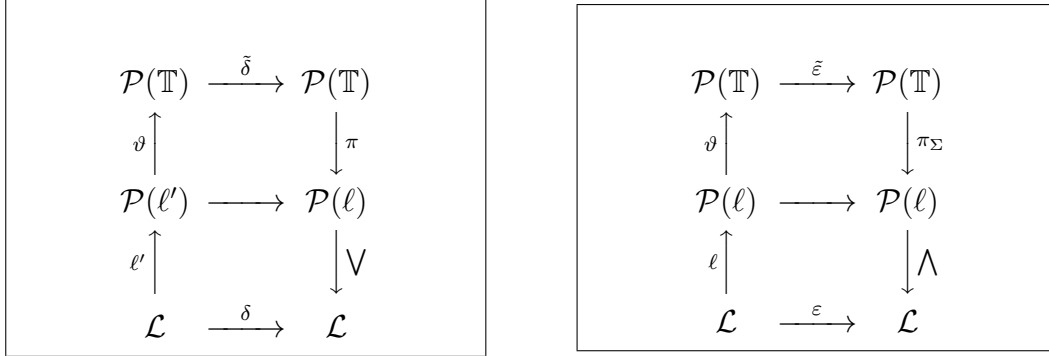 𝒫(𝕋) δ̃ 𝒫(𝕋)
ϑ π
𝒫(ℓ′) 𝒫(ℓ)
ℓ′ ⋁
ℒ δ ℒ
𝒫(𝕋) ε̃ 𝒫(𝕋)
ϑ π_Σ
𝒫(ℓ) 𝒫(ℓ)
ℓ ⋀
ℒ ε ℒ